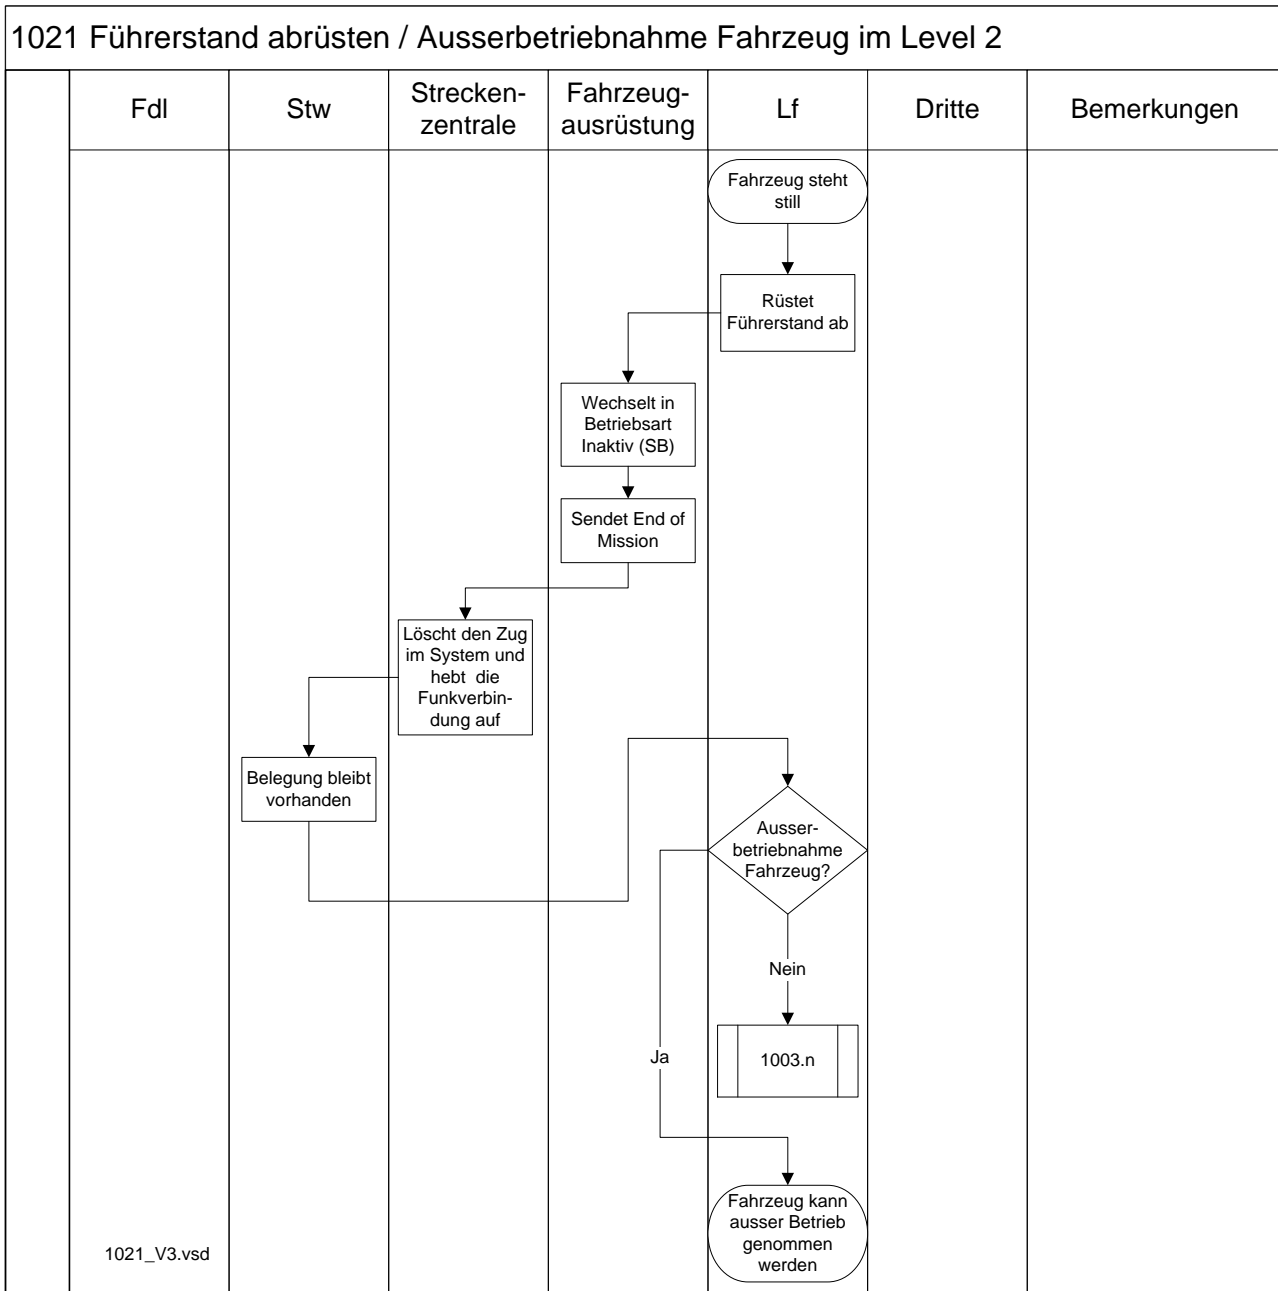 1021 Führerstand abrüsten / Ausserbetriebnahme Fahrzeug im Level 2
Fdl
Stw
Strecken-
zentrale
Fahrzeug-
ausrüstung
Lf
Dritte
Bemerkungen
Fahrzeug steht
still
Rüstet
Führerstand ab
Wechselt in
Betriebsart
Inaktiv (SB)
Sendet End of
Mission
Löscht den Zug
im System und
hebt die
Funkverbin-
dung auf
Belegung bleibt
vorhanden
Ausser-
betriebnahme
Fahrzeug?
Nein
Ja
1003.n
Fahrzeug kann
ausser Betrieb
genommen
werden
1021_V3.vsd